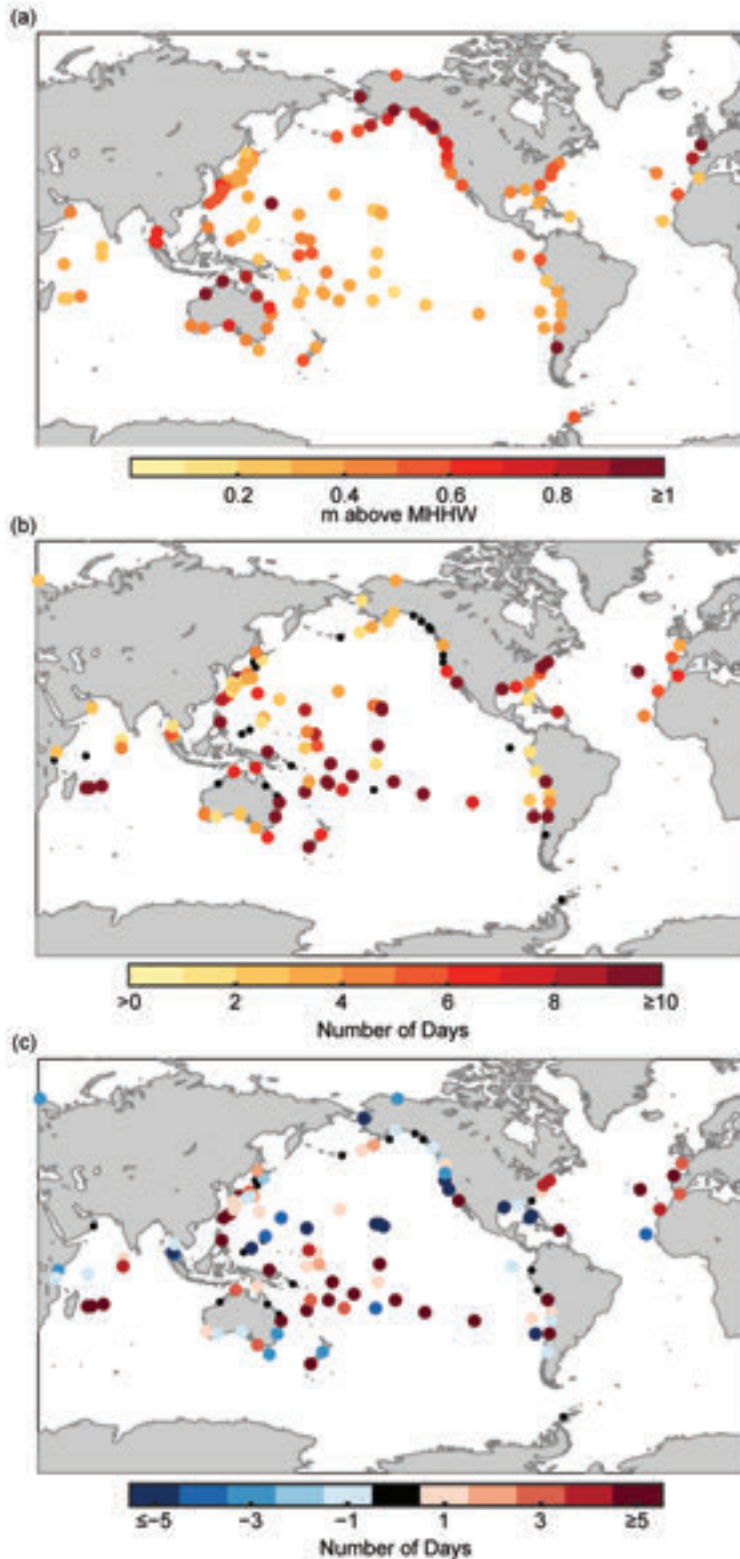 (a)
0.2 0.4 0.6 0.8 ≥1
m above MHHW
(b)
>0 2 4 6 8 ≥10
Number of Days
(c)
≤−5 −3 −1 1 3 ≥5
Number of Days